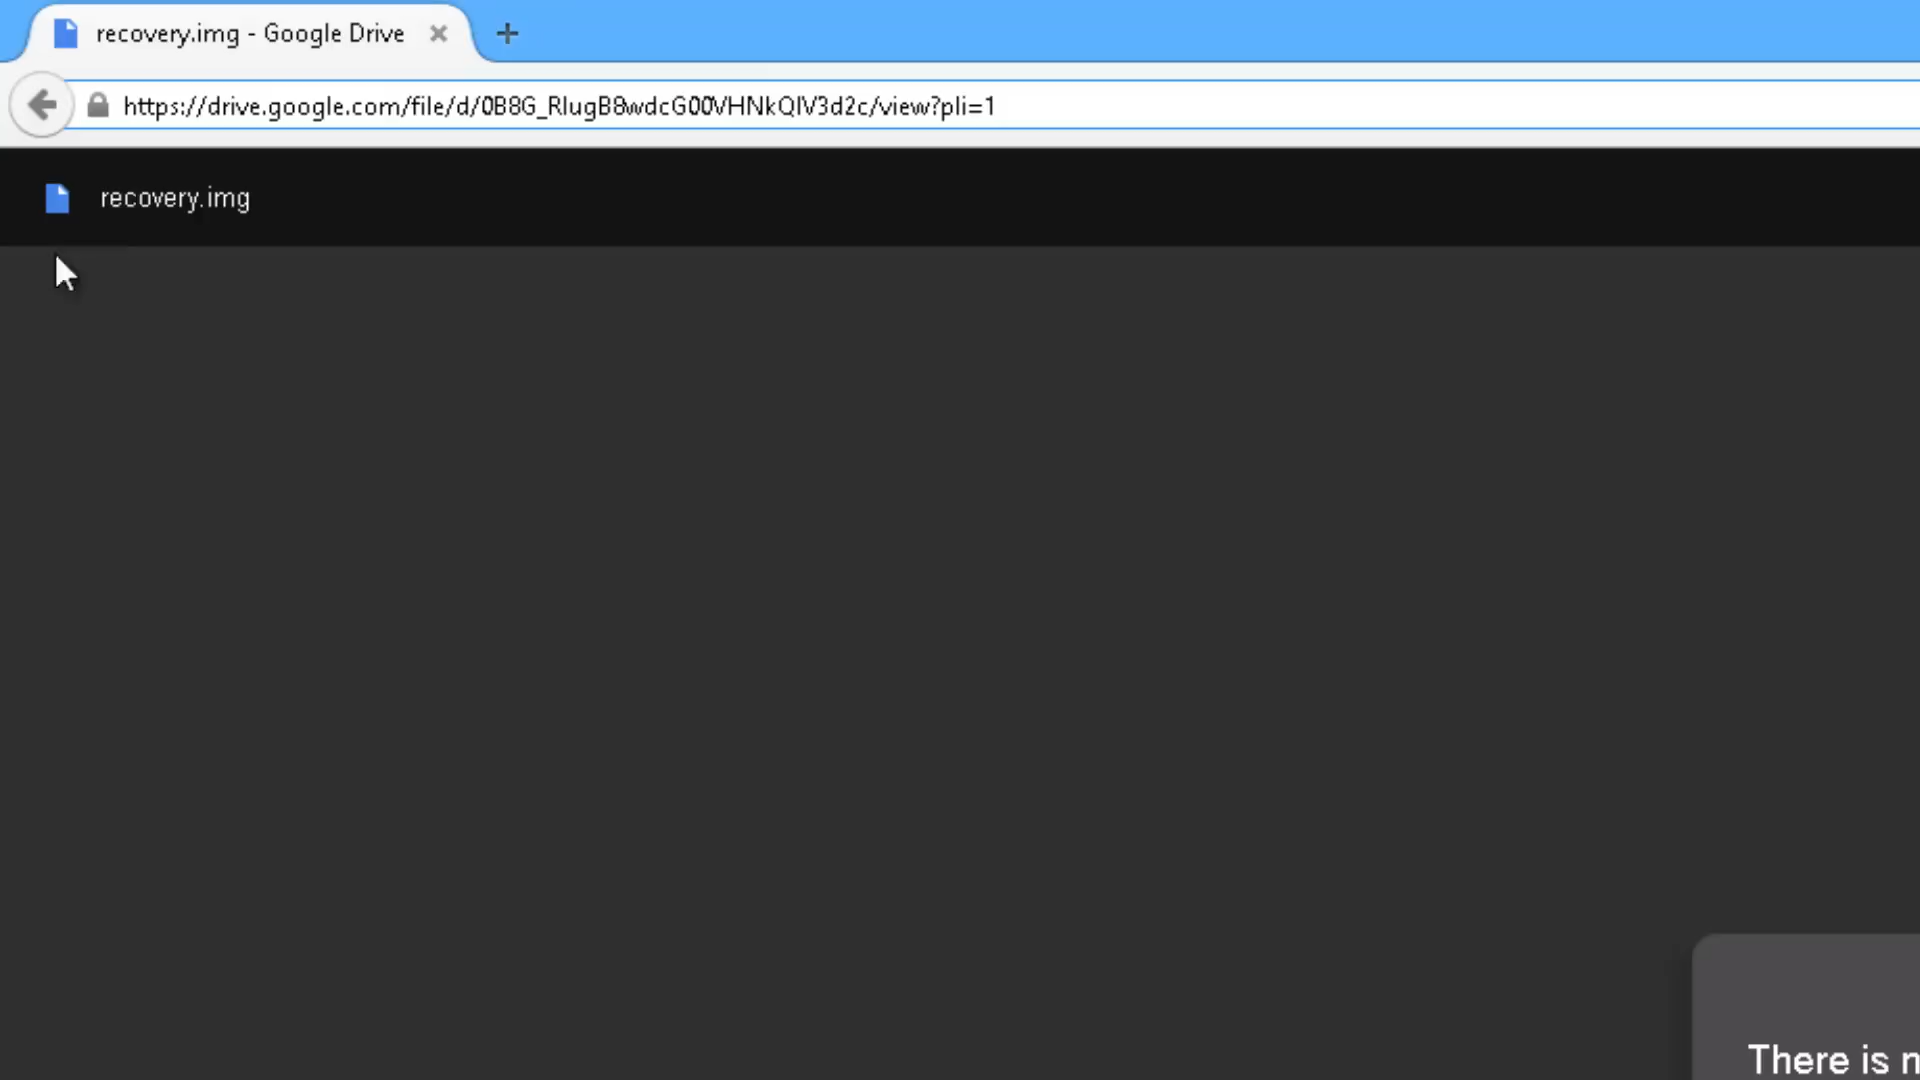 recovery.img - Google Drive
https://drive.google.com/file/d/0B8G_RlugB8wdcG00VHNkQlV3d2c/view?pli=1
recovery.img
There is